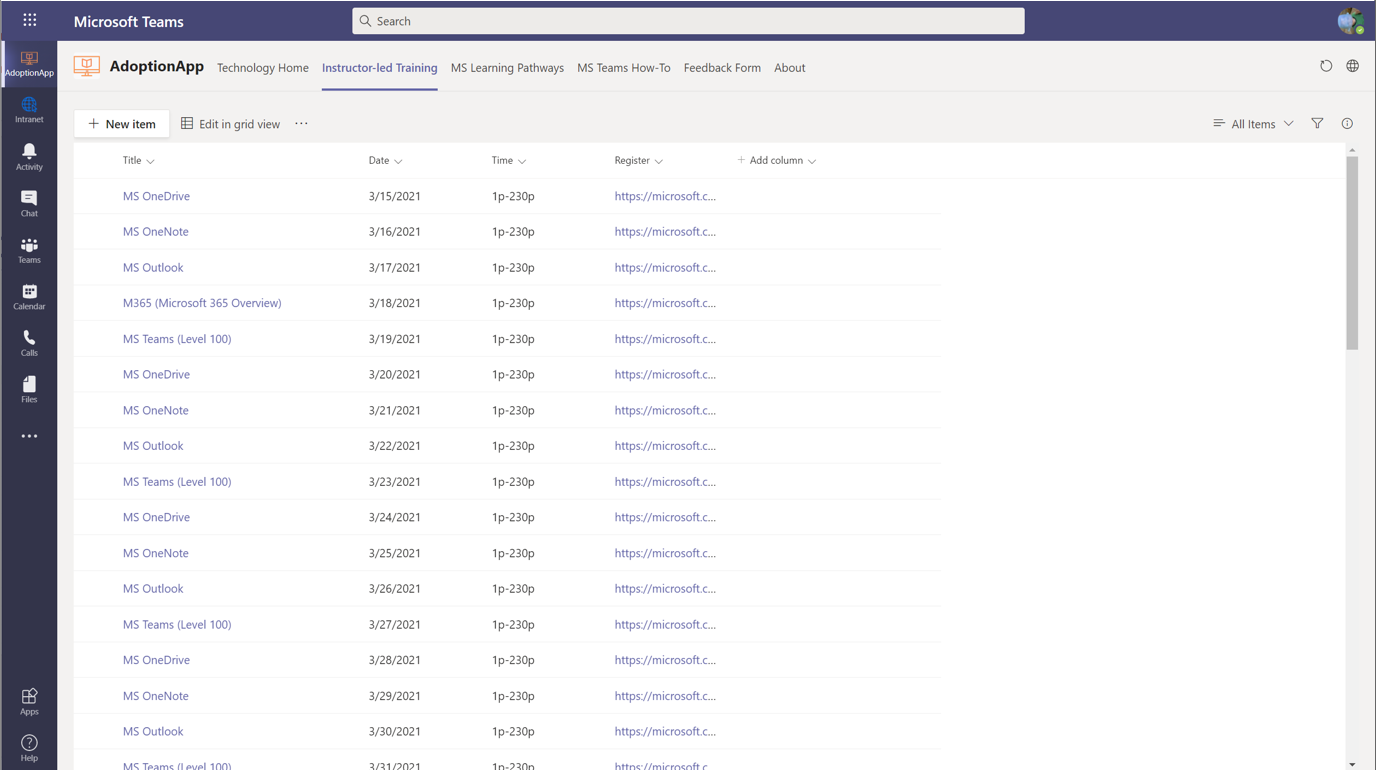 Microsoft Teams
Search
AdoptionApp
Intranet
Activity
Chat
Teams
Calendar
Calls
Files
Apps
Help
AdoptionApp Technology Home Instructor-led Training MS Learning Pathways MS Teams How-To Feedback Form About
New item Edit in grid view ··· All Items
Title Date Time Register Add column
MS OneDrive 3/15/2021 1p-230p https://microsoft.c...
MS OneNote 3/16/2021 1p-230p https://microsoft.c...
MS Outlook 3/17/2021 1p-230p https://microsoft.c...
M365 (Microsoft 365 Overview) 3/18/2021 1p-230p https://microsoft.c...
MS Teams (Level 100) 3/19/2021 1p-230p https://microsoft.c...
MS OneDrive 3/20/2021 1p-230p https://microsoft.c...
MS OneNote 3/21/2021 1p-230p https://microsoft.c...
MS Outlook 3/22/2021 1p-230p https://microsoft.c...
MS Teams (Level 100) 3/23/2021 1p-230p https://microsoft.c...
MS OneDrive 3/24/2021 1p-230p https://microsoft.c...
MS OneNote 3/25/2021 1p-230p https://microsoft.c...
MS Outlook 3/26/2021 1p-230p https://microsoft.c...
MS Teams (Level 100) 3/27/2021 1p-230p https://microsoft.c...
MS OneDrive 3/28/2021 1p-230p https://microsoft.c...
MS OneNote 3/29/2021 1p-230p https://microsoft.c...
MS Outlook 3/30/2021 1p-230p https://microsoft.c...
MS Teams (Level 100) 3/31/2021 1p-230p https://microsoft.c...